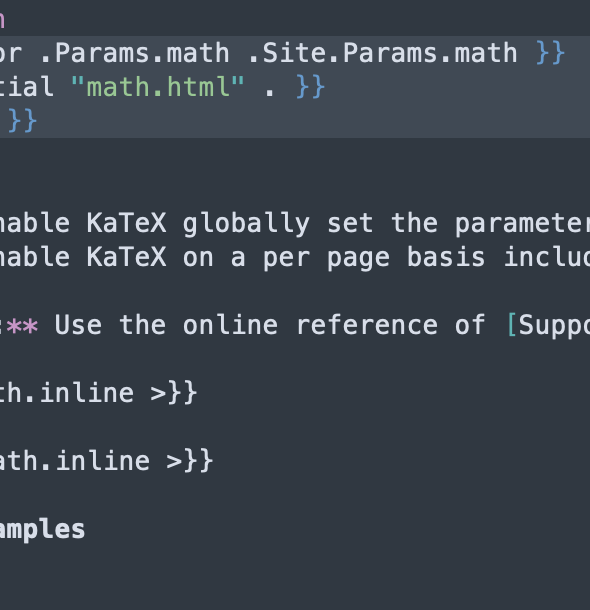 or .Params.math .Site.Params.math }}
tial "math.html" . }}
}}
nable KaTeX globally set the parameter
nable KaTeX on a per page basis includ
:** Use the online reference of [Suppo
th.inline >}}
ath.inline >}}
amples